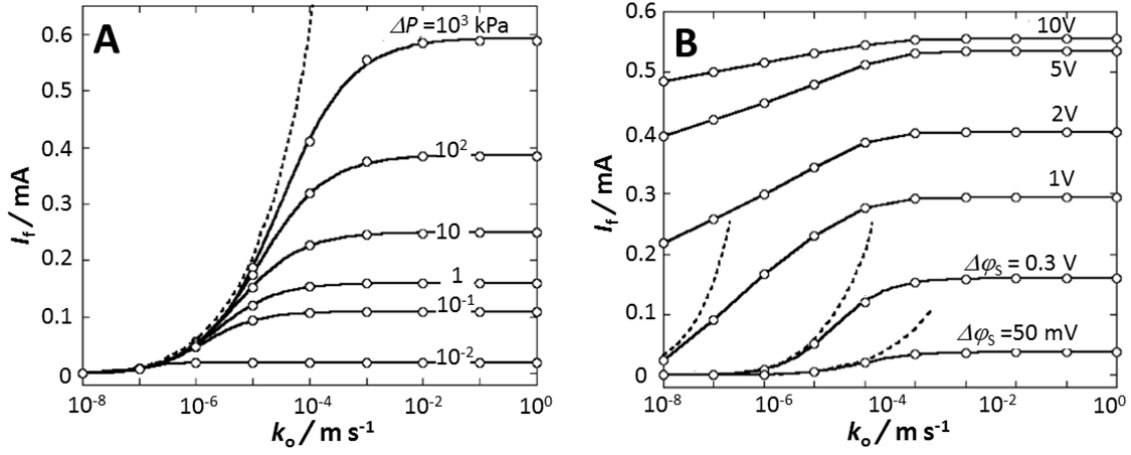 A
ΔP =10³ kPa
10²
10
1
10⁻¹
10⁻²
I_f / mA
0.6
0.5
0.4
0.3
0.2
0.1
0
10⁻⁸ 10⁻⁶ 10⁻⁴ 10⁻² 10⁰
k_o / m s⁻¹
B
10V
5V
2V
1V
Δφ_S = 0.3 V
Δφ_S =50 mV
I_f / mA
0.6
0.5
0.4
0.3
0.2
0.1
0
10⁻⁸ 10⁻⁶ 10⁻⁴ 10⁻² 10⁰
k_o / m s⁻¹